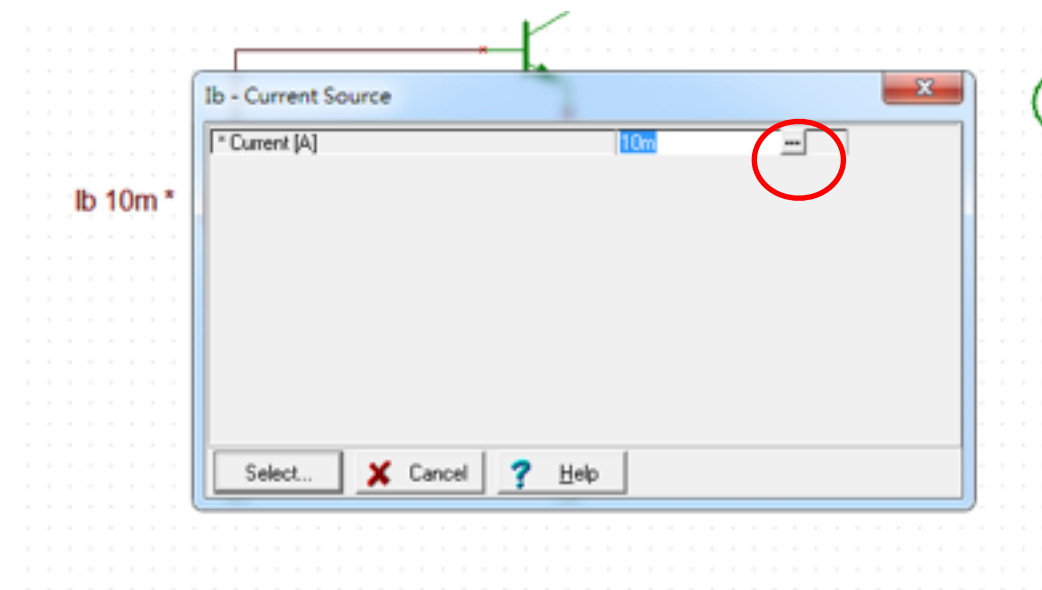 Ib - Current Source
* Current [A] 10m ...
Ib 10m *
Select... Cancel ? Help